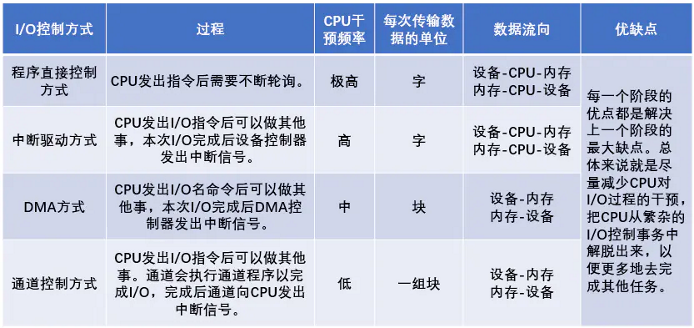 I/O控制方式
过程
CPU干
预频率
每次传输数
据的单位
数据流向
优缺点
程序直接控制
方式
CPU发出指令后需要不断轮询。
极高
字
设备-CPU-内存
内存-CPU-设备
中断驱动方式
CPU发出I/O指令后可以做其他
事，本次I/O完成后设备控制器
发出中断信号。
高
字
设备-CPU-内存
内存-CPU-设备
DMA方式
CPU发出I/O名命令后可以做其
他事，本次I/O完成后DMA控
制器发出中断信号。
中
块
设备-内存
内存-设备
通道控制方式
CPU发出I/O指令后可以做其他
事。通道会执行通道程序以完
成I/O，完成后通道向CPU发出
中断信号。
低
一组块
设备-内存
内存-设备
每一个阶段的
优点都是解决
上一个阶段的
最大缺点。总
体来说就是尽
量减少CPU对
I/O过程的干预，
把CPU从繁杂的
I/O控制事务中
解脱出来，以
便更多地去完
成其他任务。